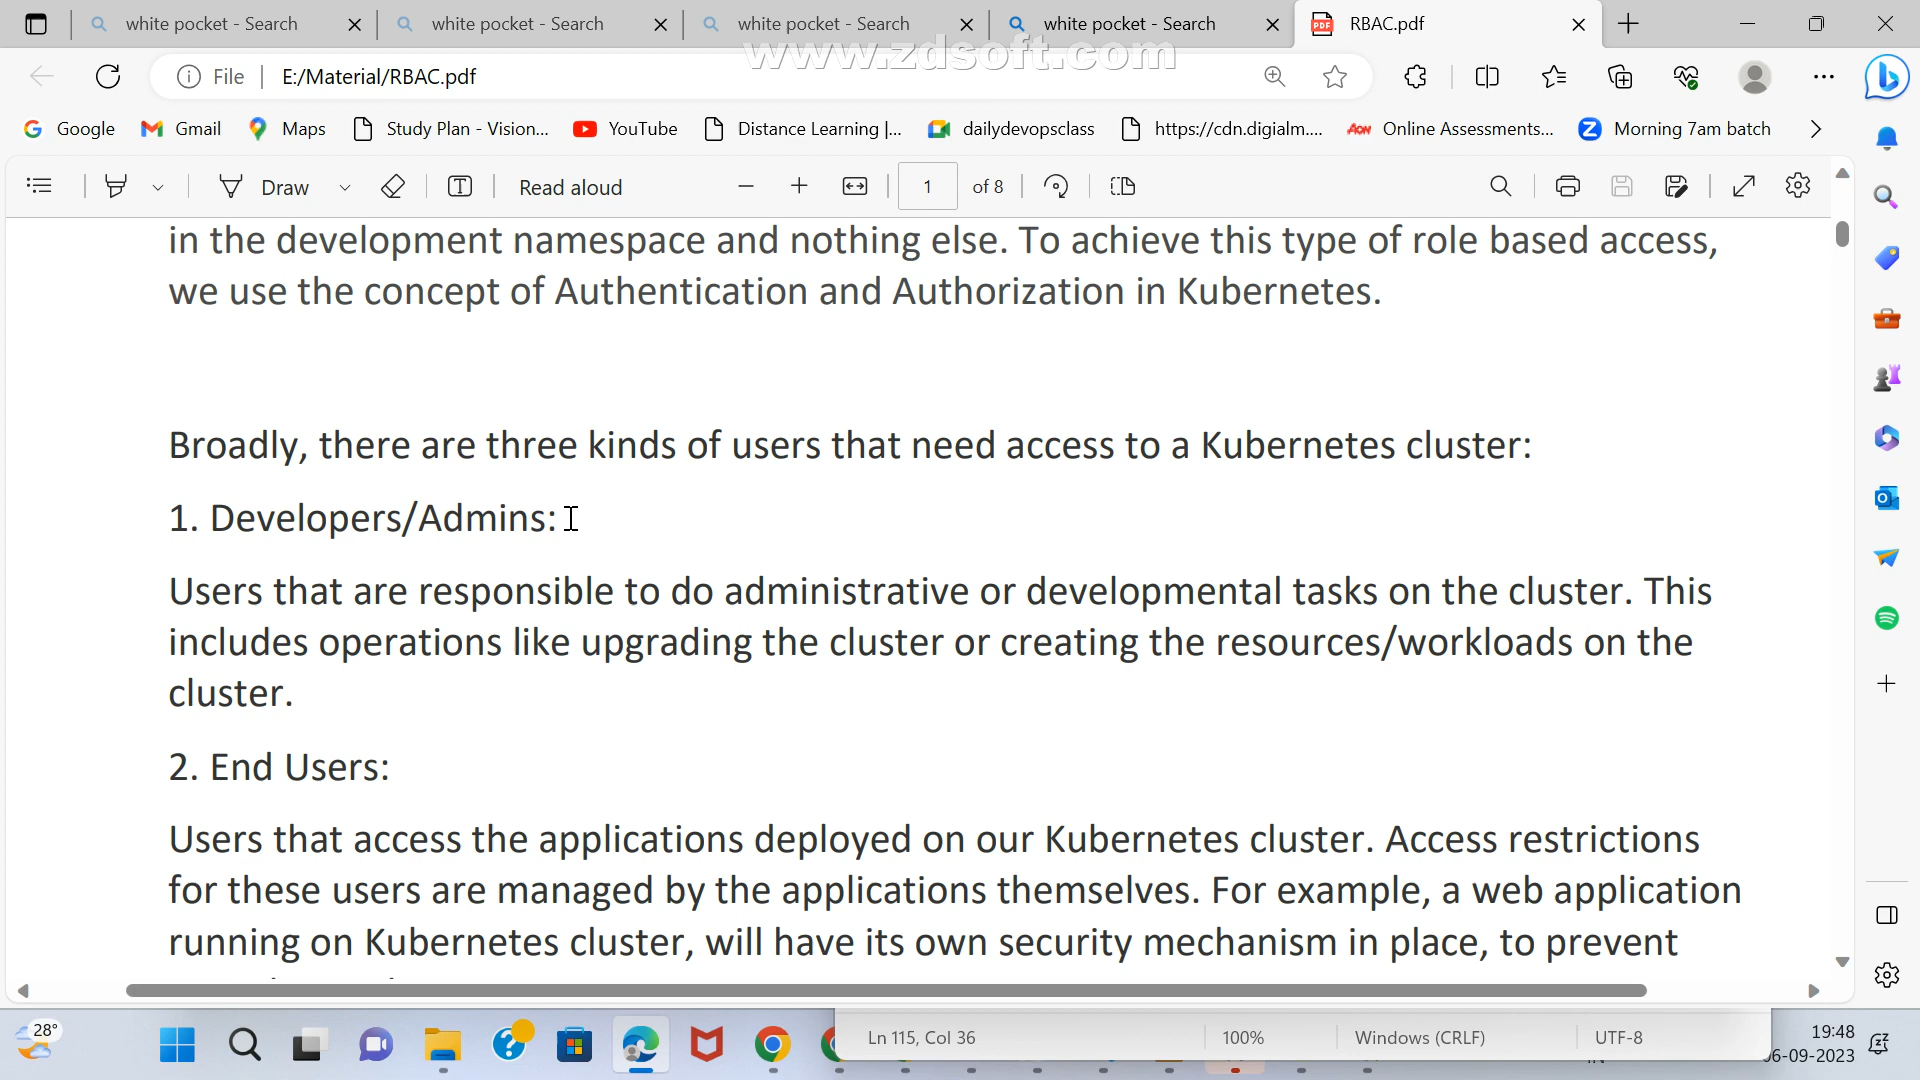 white pocket - Search
white pocket - Search
white pocket - Search
white pocket - Search
RBAC.pdf
www.zdsoft.com
File
E:/Material/RBAC.pdf
Google
Gmail
Maps
Study Plan - Vision...
YouTube
Distance Learning |...
dailydevopsclass
https://cdn.digialm....
Aon
Online Assessments...
Z
Morning 7am batch
Draw
T
Read aloud
1
of 8
in the development namespace and nothing else. To achieve this type of role based access,
we use the concept of Authentication and Authorization in Kubernetes.
Broadly, there are three kinds of users that need access to a Kubernetes cluster:
1. Developers/Admins:
Users that are responsible to do administrative or developmental tasks on the cluster. This
includes operations like upgrading the cluster or creating the resources/workloads on the
cluster.
2. End Users:
Users that access the applications deployed on our Kubernetes cluster. Access restrictions
for these users are managed by the applications themselves. For example, a web application
running on Kubernetes cluster, will have its own security mechanism in place, to prevent
28°
Ln 115, Col 36
100%
Windows (CRLF)
UTF-8
19:48
06-09-2023